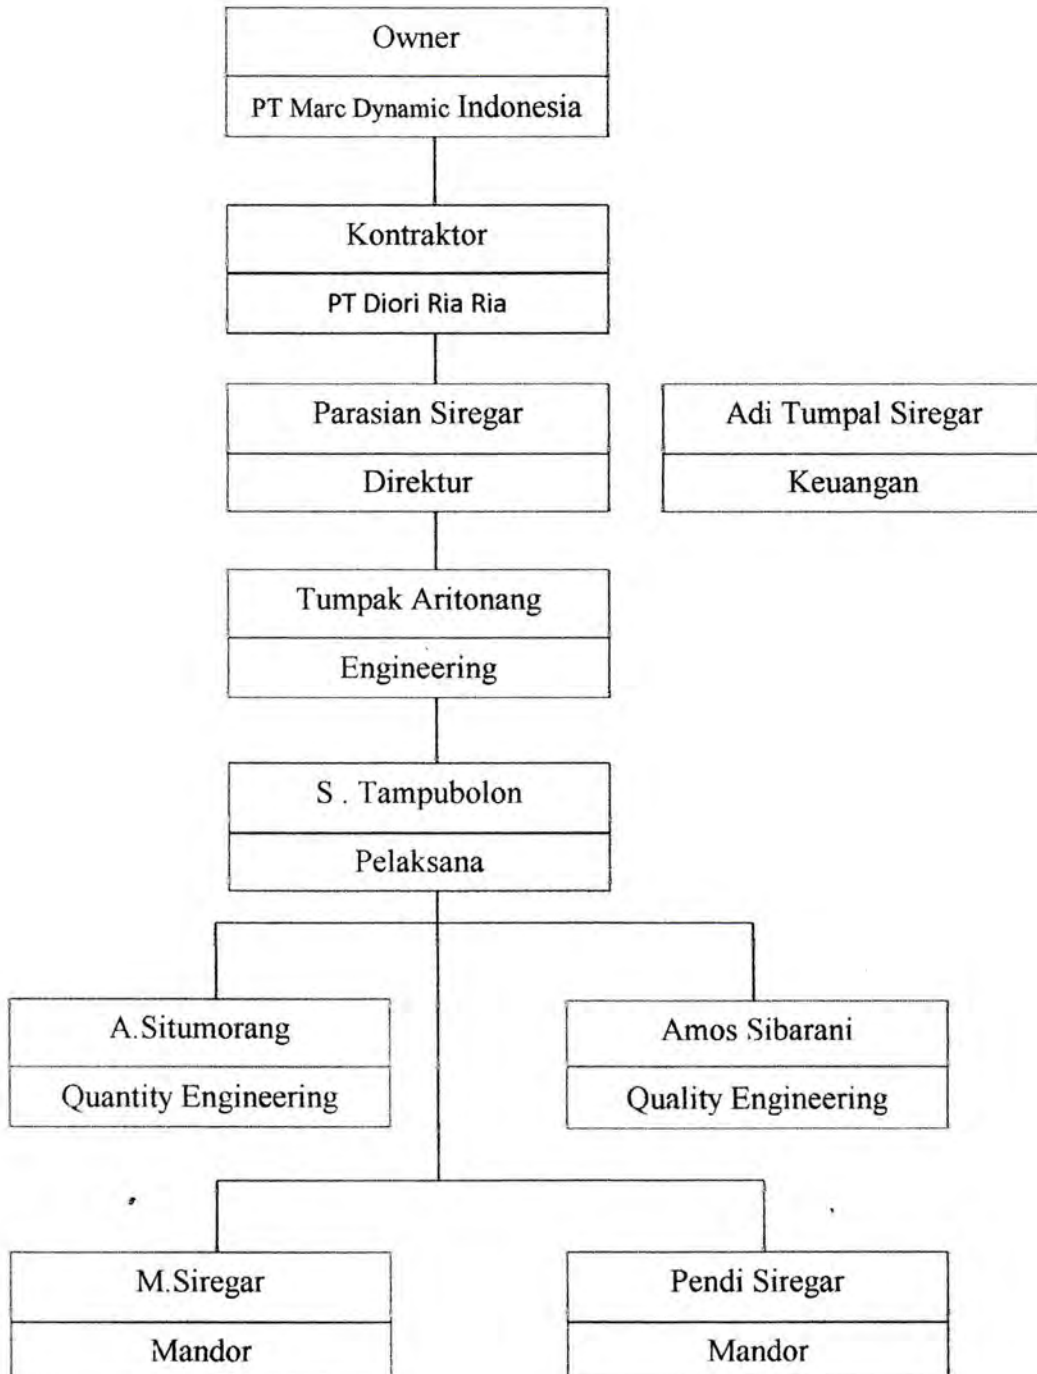 Owner
PT Marc Dynamic Indonesia
Kontraktor
PT Diori Ria Ria
Parasian Siregar
Direktur
Adi Tumpal Siregar
Keuangan
Tumpak Aritonang
Engineering
S . Tampubolon
Pelaksana
A.Situmorang
Quantity Engineering
Amos Sibarani
Quality Engineering
M.Siregar
Mandor
Pendi Siregar
Mandor